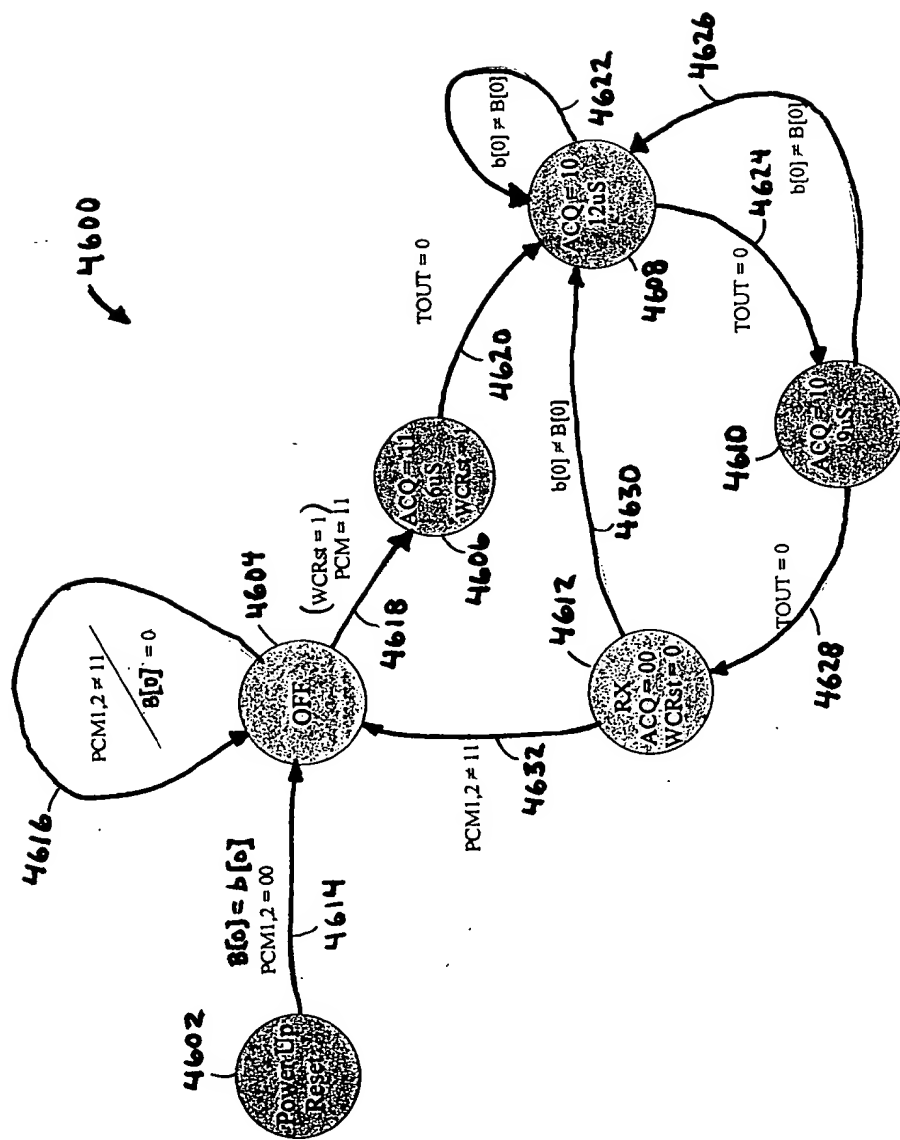 4600
4602
Power Up
Reset
B[0] = b[0]
PCM1,2 = 00
4614
4616
PCM1,2 ≠ 11
B[0] = 0
4604
OFF
(WCRst = 1)
PCM = 11
4618
ACQ = 11
6uS
WCRst = 1
4606
TOUT = 0
4620
b[0] ≠ B[0]
4622
ACQ = 10
12uS
4608
4626
b[0] ≠ B[0]
4624
TOUT = 0
ACQ = 10
9uS
4610
b[0] ≠ B[0]
4630
TOUT = 0
4628
4612
RX
ACQ = 00
WCRst = 0
PCM1,2 ≠ 11
4632